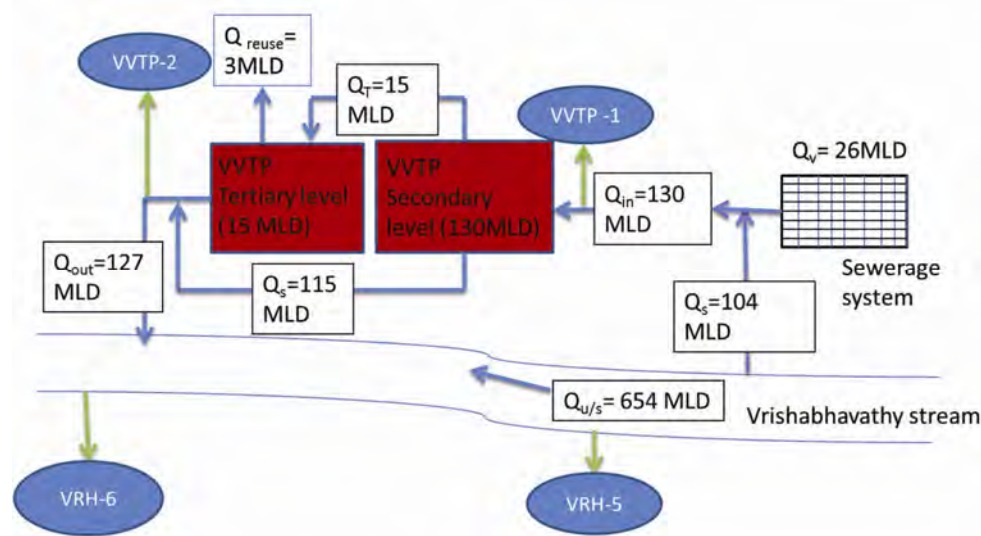 VVTP-2
Q reuse=
3MLD
QT=15
MLD
VVTP -1
Qv= 26MLD
VVTP
Tertiary level
(15 MLD)
VVTP
Secondary
level (130MLD)
Qin=130
MLD
Sewerage
system
Qout=127
MLD
Qs=115
MLD
Qs=104
MLD
Qu/s= 654 MLD
Vrishabhavathy stream
VRH-6
VRH-5